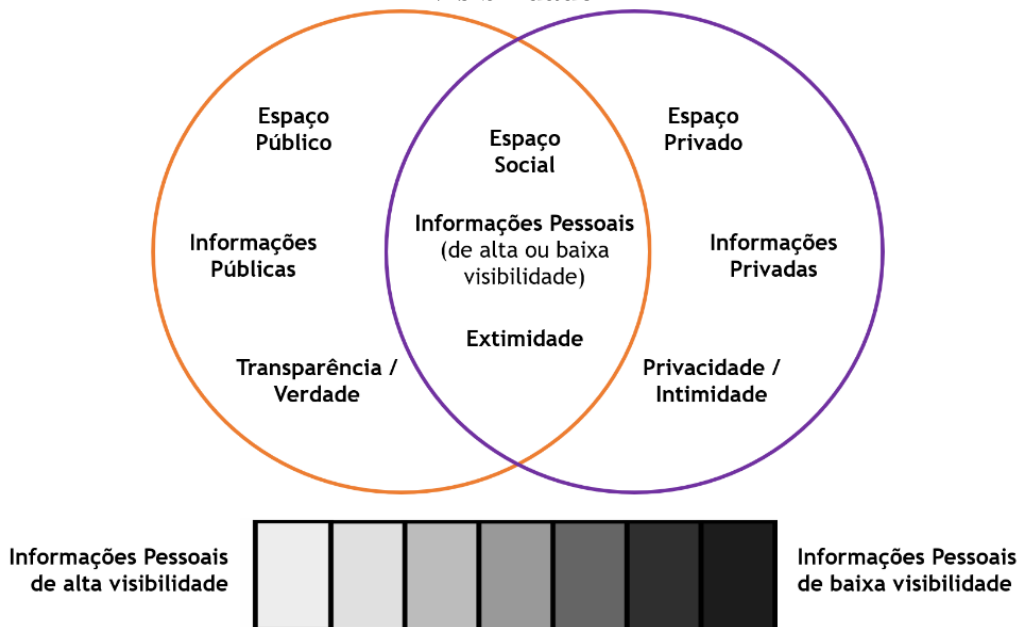 Espaço
Público
Espaço
Social
Espaço
Privado
Informações
Públicas
Informações Pessoais
(de alta ou baixa
visibilidade)
Informações
Privadas
Extimidade
Transparência /
Verdade
Privacidade /
Intimidade
Informações Pessoais
de alta visibilidade
Informações Pessoais
de baixa visibilidade